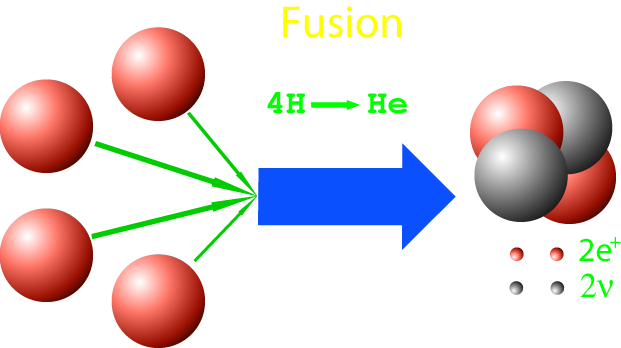 Fusion
4H → He
2e⁺
2ν